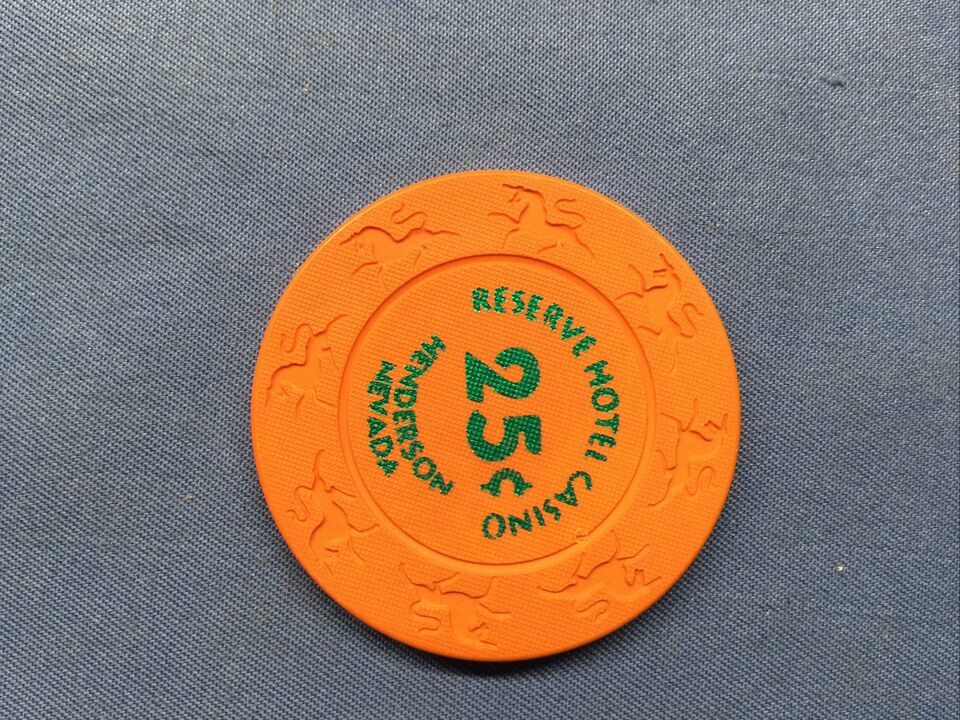 RESERVE HOTEL CASINO
25¢
HENDERSON
NEVADA